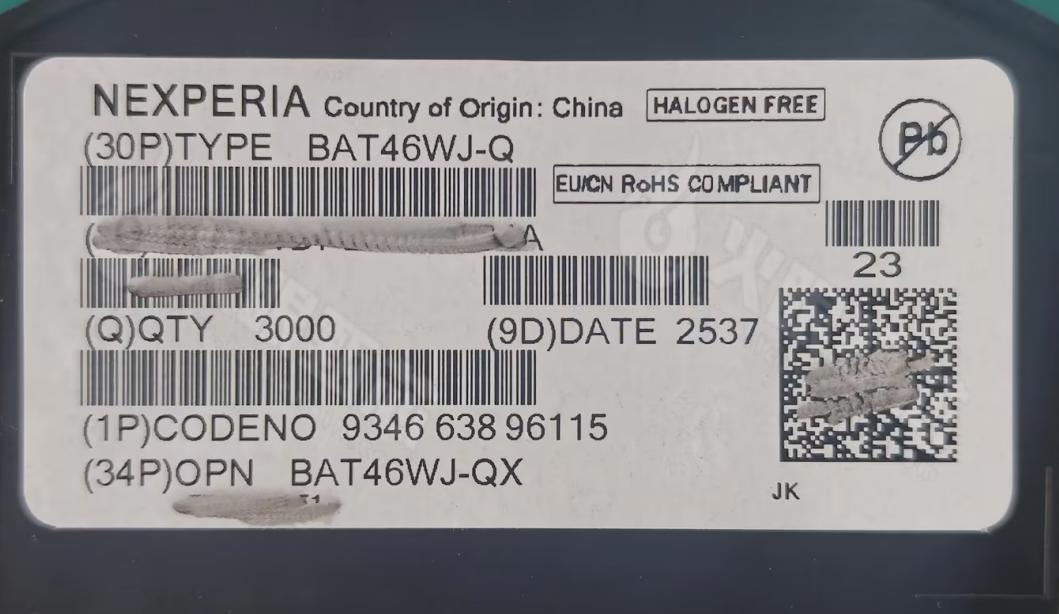 NEXPERIA Country of Origin: China HALOGEN FREE
Pb
(30P)TYPE BAT46WJ-Q
EU/CN RoHS COMPLIANT
A
23
(Q)QTY 3000 (9D)DATE 2537
(1P)CODENO 9346 638 96115
(34P)OPN BAT46WJ-QX
JK